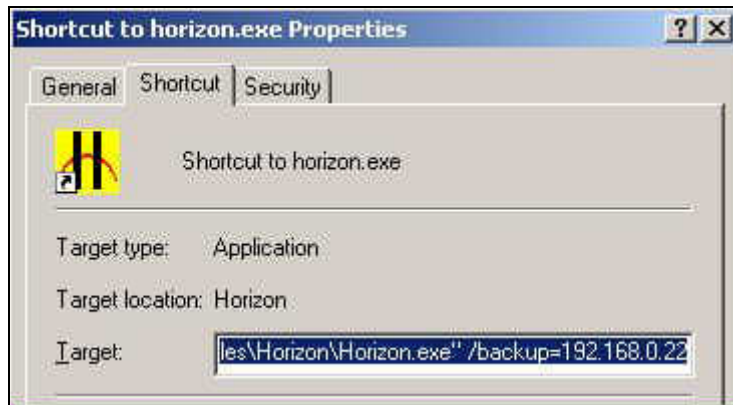 Shortcut to horizon.exe Properties ? ×
General Shortcut Security
Shortcut to horizon.exe
Target type: Application
Target location: Horizon
Target: les\Horizon\Horizon.exe" /backup=192.168.0.22